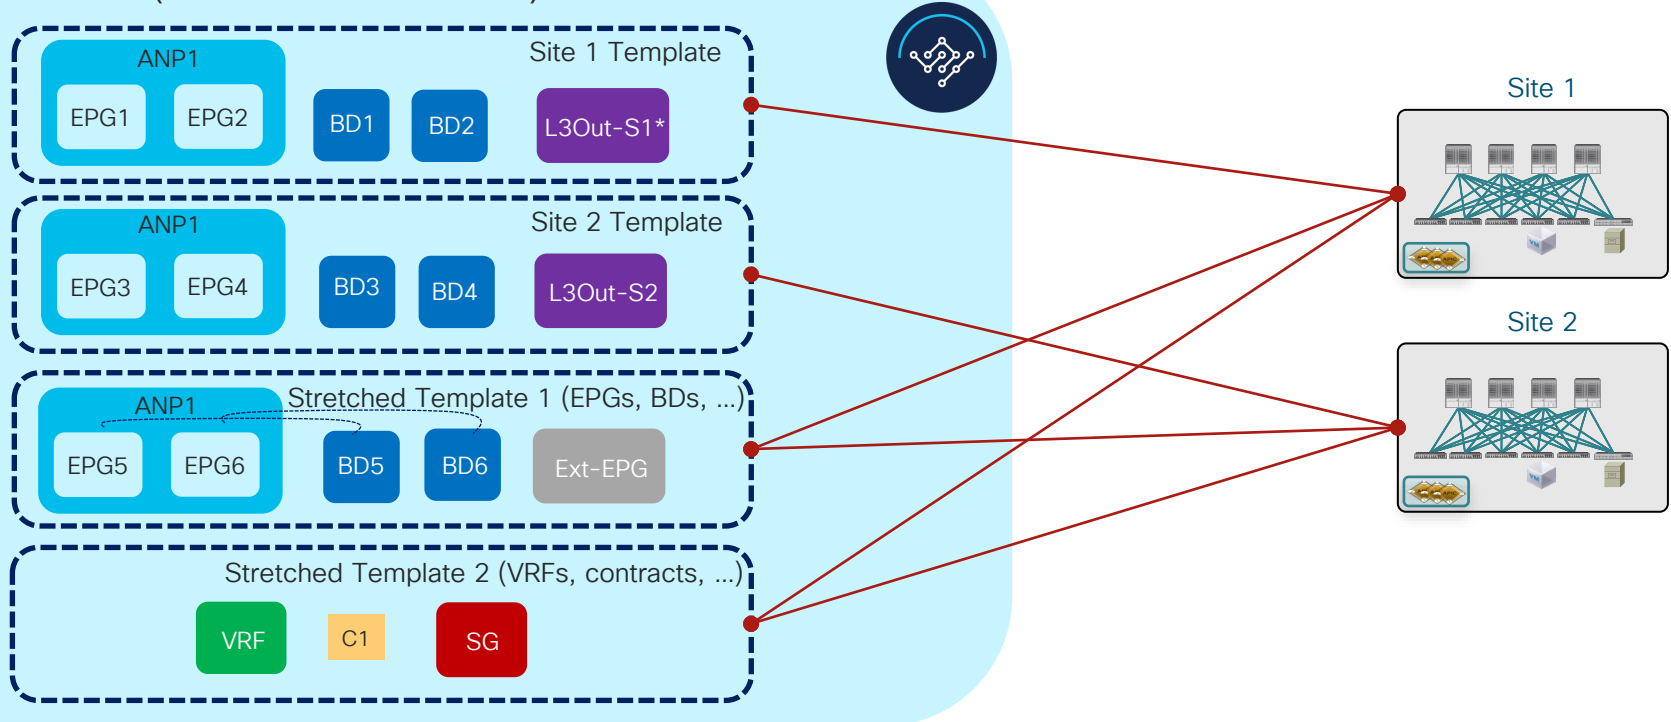 Site 1 Template
ANP1
EPG1
EPG2
BD1
BD2
L3Out-S1*
Site 2 Template
ANP1
EPG3
EPG4
BD3
BD4
L3Out-S2
Stretched Template 1 (EPGs, BDs, ...)
ANP1
EPG5
EPG6
BD5
BD6
Ext-EPG
Stretched Template 2 (VRFs, contracts, ...)
VRF
C1
SG
Site 1
VM
Site 2
VM